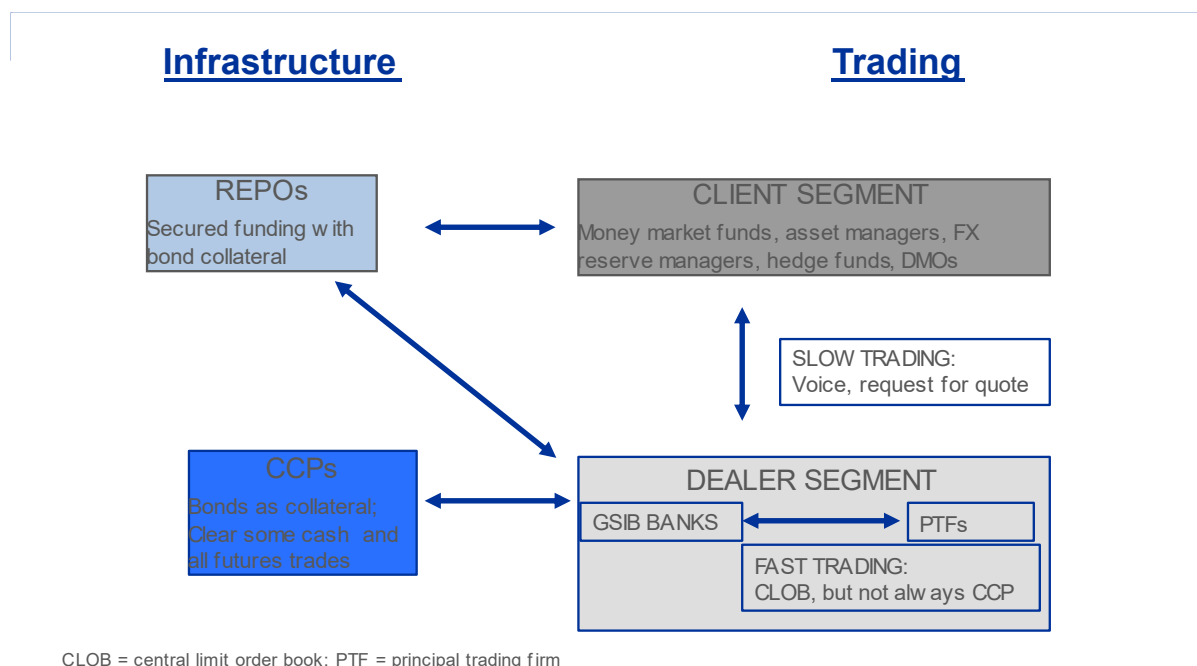 Infrastructure
Trading
REPOs
Secured funding with
bond collateral
CLIENT SEGMENT
Money market funds, asset managers, FX
reserve managers, hedge funds, DMOs
SLOW TRADING:
Voice, request for quote
CCPs
Bonds as collateral;
Clear some cash and
all futures trades
DEALER SEGMENT
GSIB BANKS
PTFs
FAST TRADING:
CLOB, but not always CCP
CLOB = central limit order book; PTF = principal trading firm